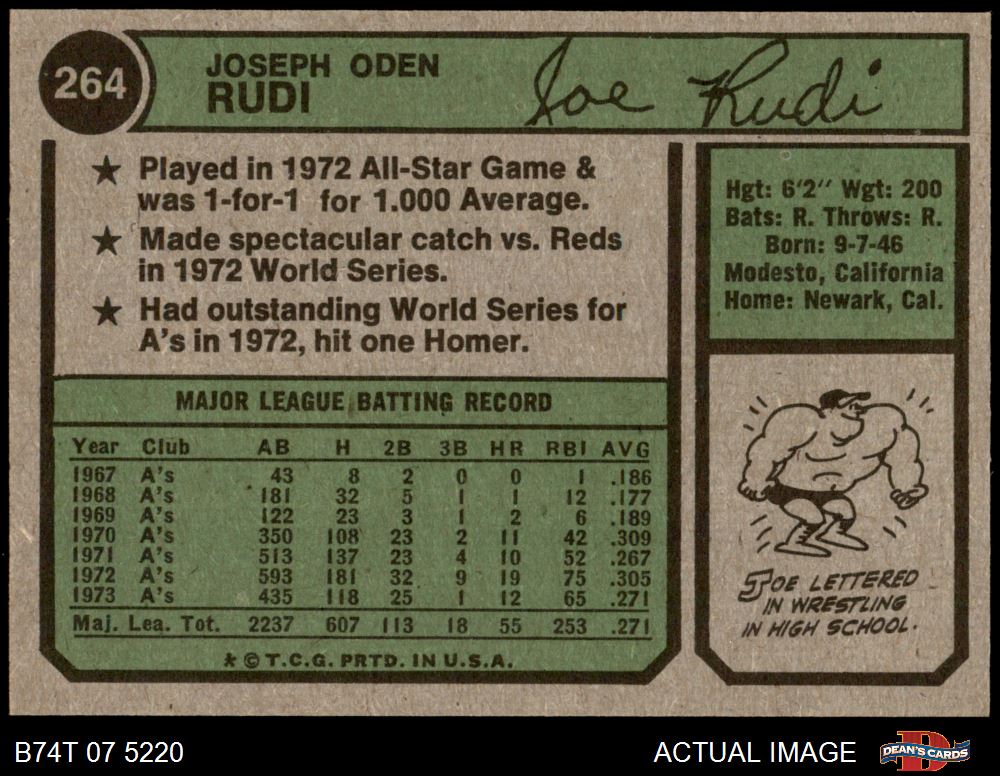 264
JOSEPH ODEN
RUDI
Joe Rudi
★ Played in 1972 All-Star Game &
was 1-for-1 for 1.000 Average.
★ Made spectacular catch vs. Reds
in 1972 World Series.
★ Had outstanding World Series for
A's in 1972, hit one Homer.
Hgt: 6'2" Wgt: 200
Bats: R. Throws: R.
Born: 9-7-46
Modesto, California
Home: Newark, Cal.
MAJOR LEAGUE BATTING RECORD
Year Club AB H 2B 3B HR RBI AVG
1967 A's 43 8 2 0 0 1 .186
1968 A's 181 32 5 1 1 12 .177
1969 A's 122 23 3 1 2 6 .189
1970 A's 350 108 23 2 11 42 .309
1971 A's 513 137 23 4 10 52 .267
1972 A's 593 181 32 9 19 75 .305
1973 A's 435 118 25 1 12 65 .271
Maj. Lea. Tot. 2237 607 113 18 55 253 .271
* © T.C.G. PRTD. IN U.S.A.
JOE LETTERED
IN WRESTLING
IN HIGH SCHOOL.
B74T 07 5220
ACTUAL IMAGE
D
DEAN'S CARDS